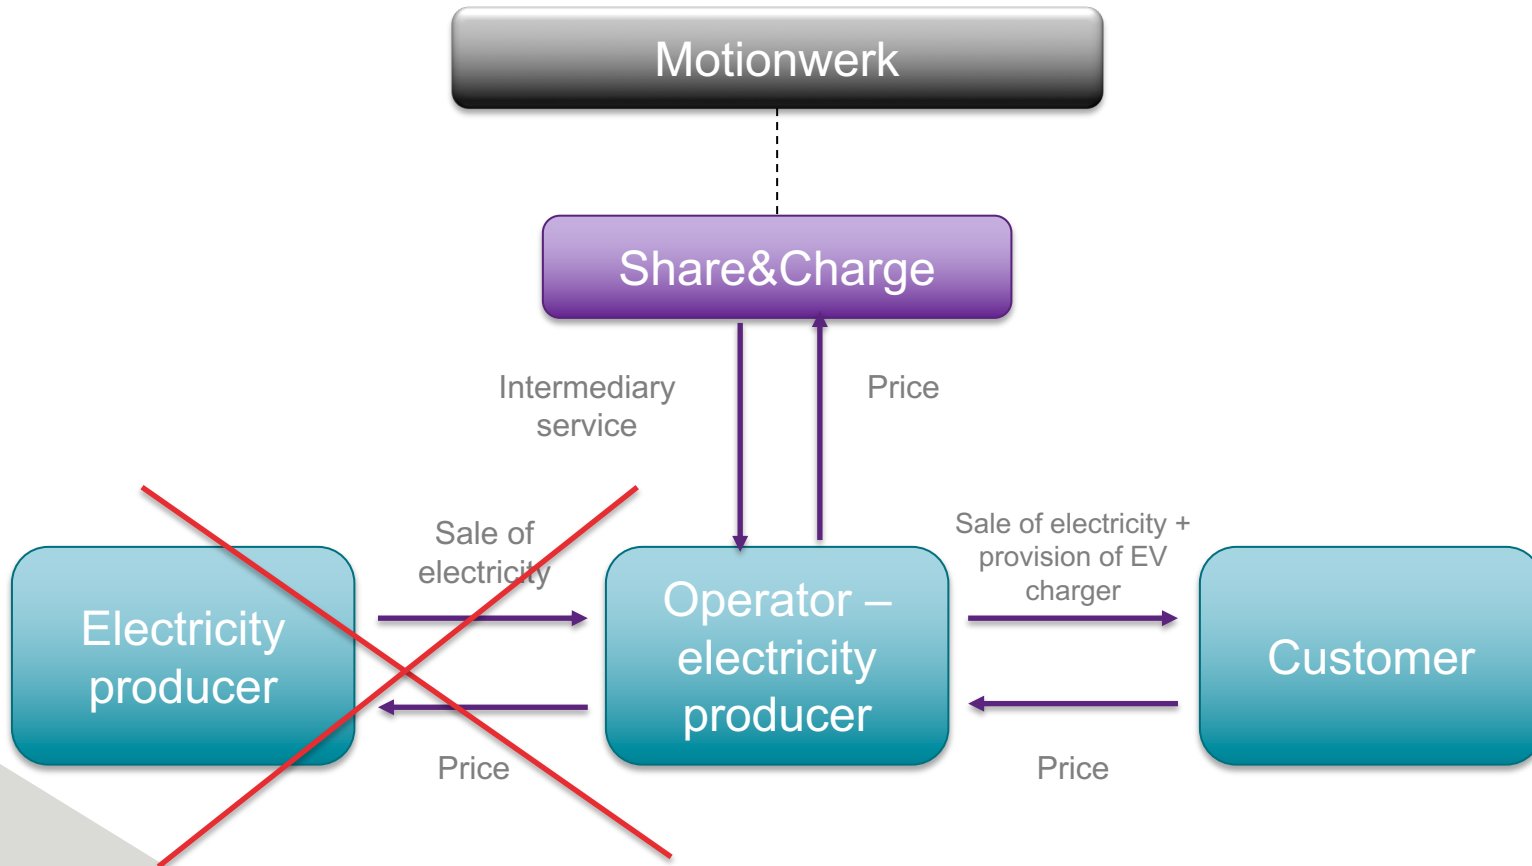 Motionwerk
Share&Charge
Intermediary
service
Price
Sale of
electricity
Sale of electricity +
provision of EV
charger
Electricity
producer
Operator –
electricity
producer
Customer
Price
Price